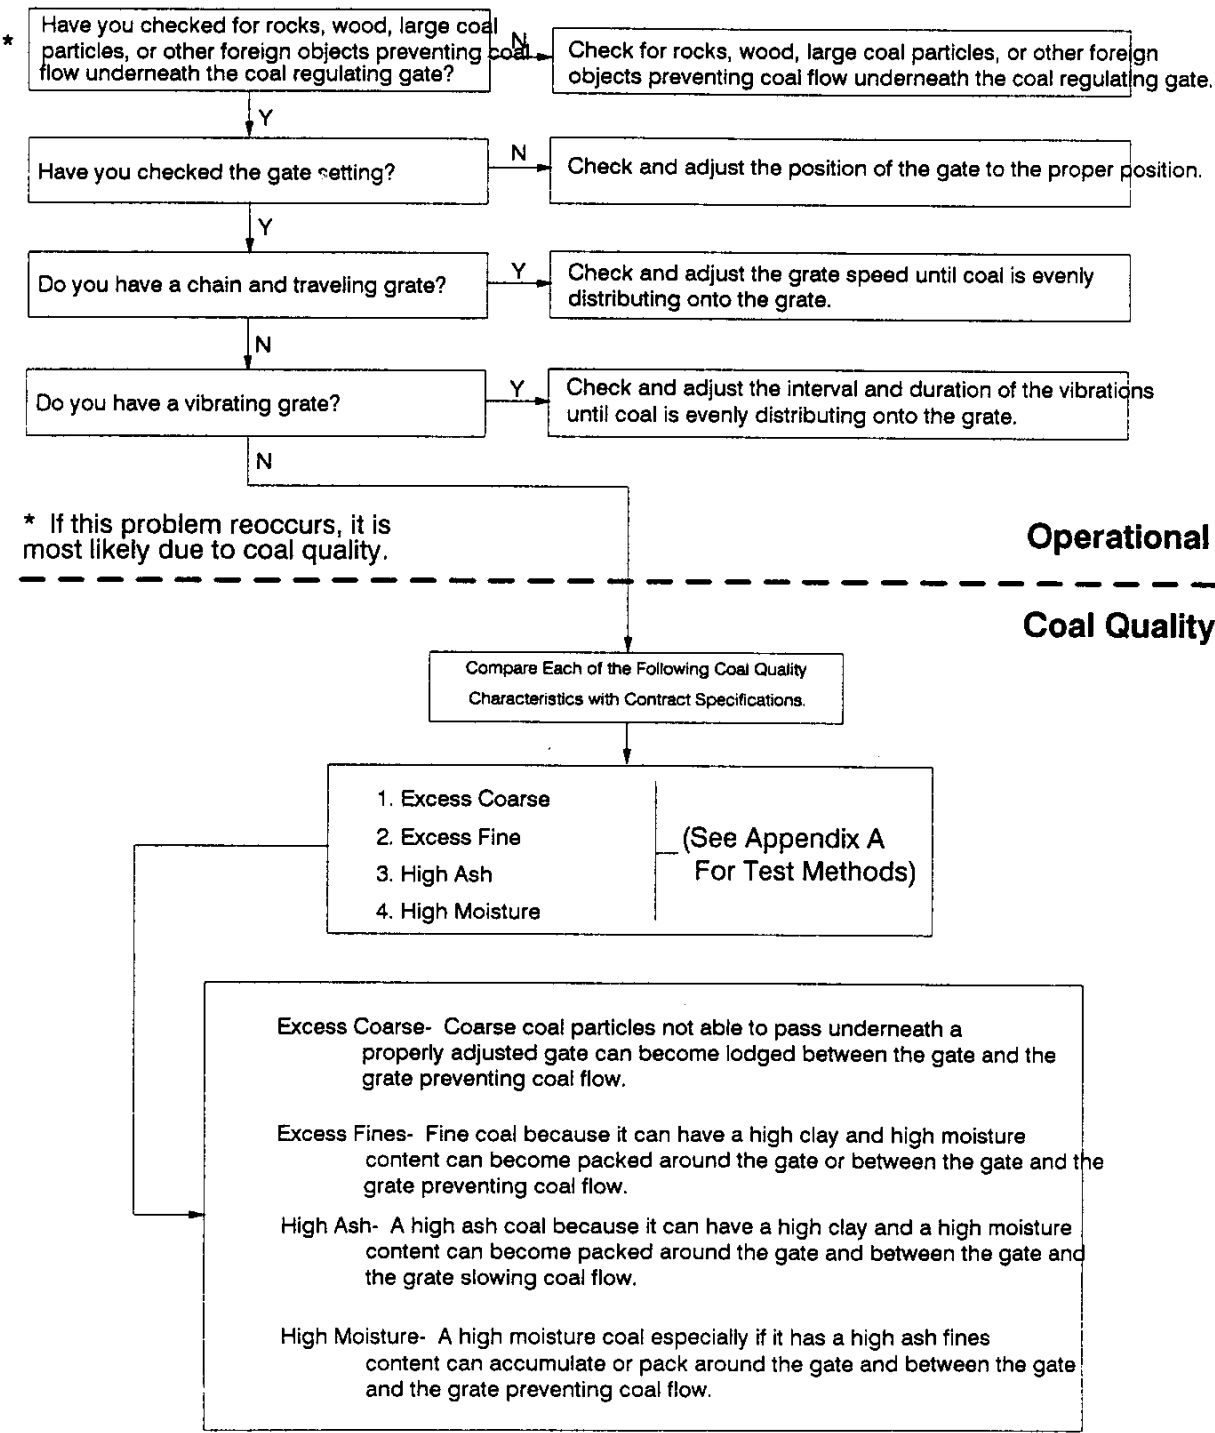 Have you checked for rocks, wood, large coal
* particles, or other foreign objects preventing coal
flow underneath the coal regulating gate?
N
Check for rocks, wood, large coal particles, or other foreign
objects preventing coal flow underneath the coal regulating gate.
Y
Have you checked the gate setting?
N
Check and adjust the position of the gate to the proper position.
Y
Do you have a chain and traveling grate?
Y
Check and adjust the grate speed until coal is evenly
distributing onto the grate.
N
Do you have a vibrating grate?
Y
Check and adjust the interval and duration of the vibrations
until coal is evenly distributing onto the grate.
N
* If this problem reoccurs, it is
most likely due to coal quality.
Operational
Coal Quality
Compare Each of the Following Coal Quality
Characteristics with Contract Specifications.
1. Excess Coarse
2. Excess Fine
3. High Ash
4. High Moisture
(See Appendix A
For Test Methods)
Excess Coarse- Coarse coal particles not able to pass underneath a
properly adjusted gate can become lodged between the gate and the
grate preventing coal flow.
Excess Fines- Fine coal because it can have a high clay and high moisture
content can become packed around the gate or between the gate and the
grate preventing coal flow.
High Ash- A high ash coal because it can have a high clay and a high moisture
content can become packed around the gate and between the gate and
the grate slowing coal flow.
High Moisture- A high moisture coal especially if it has a high ash fines
content can accumulate or pack around the gate and between the gate
and the grate preventing coal flow.